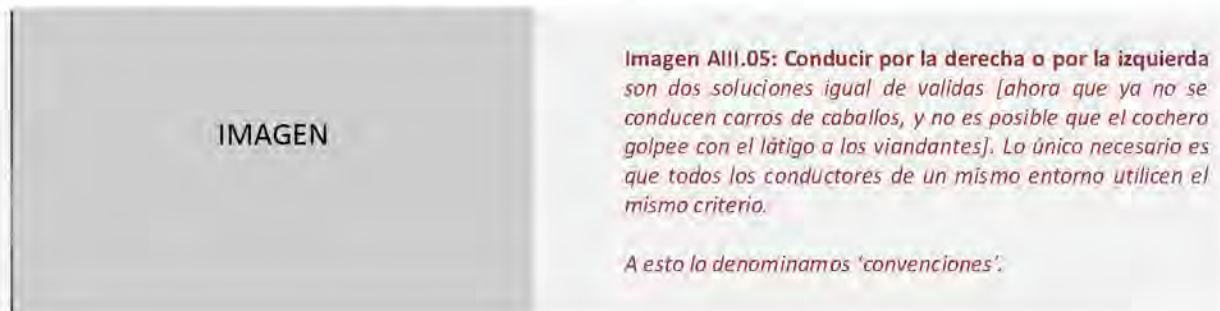 IMAGEN
Imagen AIII.05: Conducir por la derecha o por la izquierda
son dos soluciones igual de validas [ahora que ya no se
conducen carros de caballos, y no es posible que el cochero
golpee con el látigo a los viandantes]. Lo único necesario es
que todos los conductores de un mismo entorno utilicen el
mismo criterio.
A esto lo denominamos ‘convenciones’.